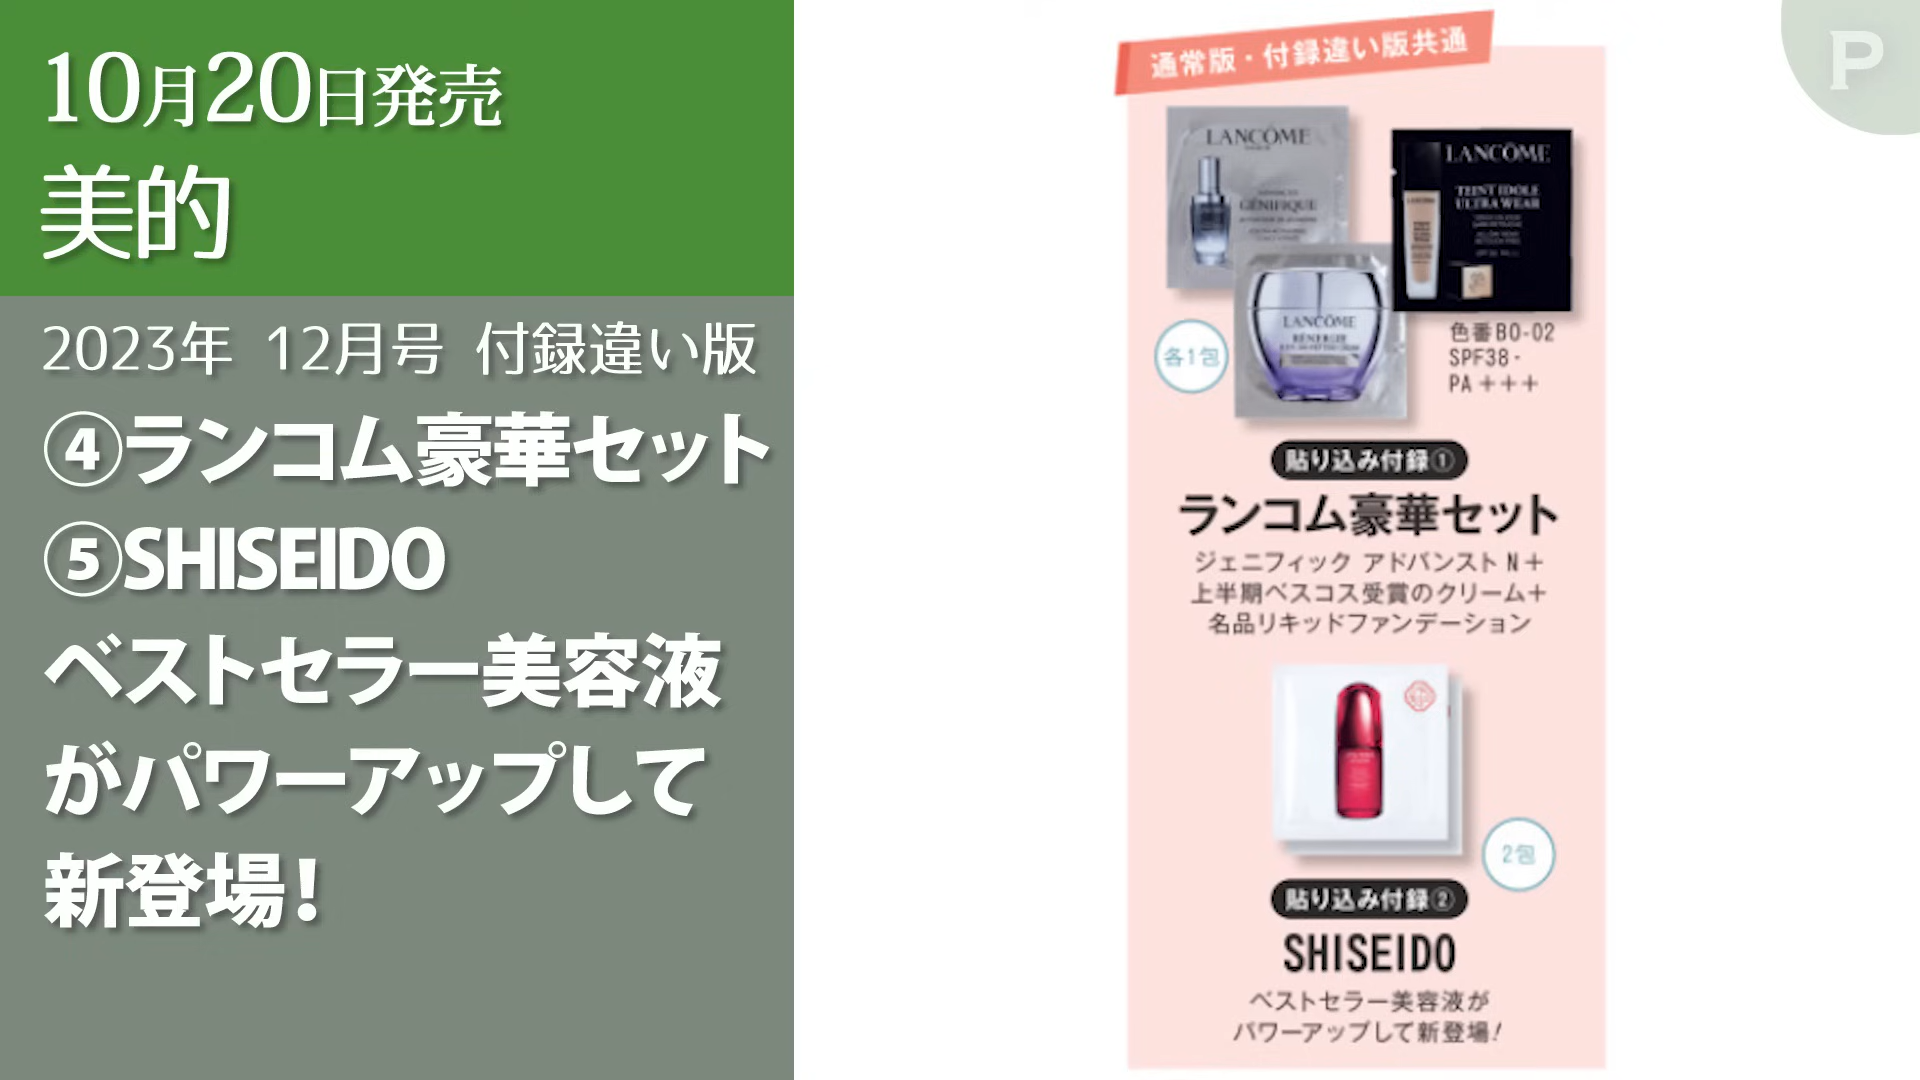 10月20日発売
美的
2023年 12月号 付録違い版
④ランコム豪華セット
⑤SHISEIDO
ベストセラー美容液
がパワーアップして
新登場!
P
通常版・付録違い版共通
LANCÔME
GÉNIFIQUE
LANCÔME
TEINT IDOLE
ULTRA WEAR
LANCÔME
RÉNERGIE
各1包
色番BO-02
SPF38・
PA+++
貼り込み付録①
ランコム豪華セット
ジェニフィック アドバンスト N+
上半期ベスコス受賞のクリーム+
名品リキッドファンデーション
2包
貼り込み付録②
SHISEIDO
ベストセラー美容液が
パワーアップして新登場!